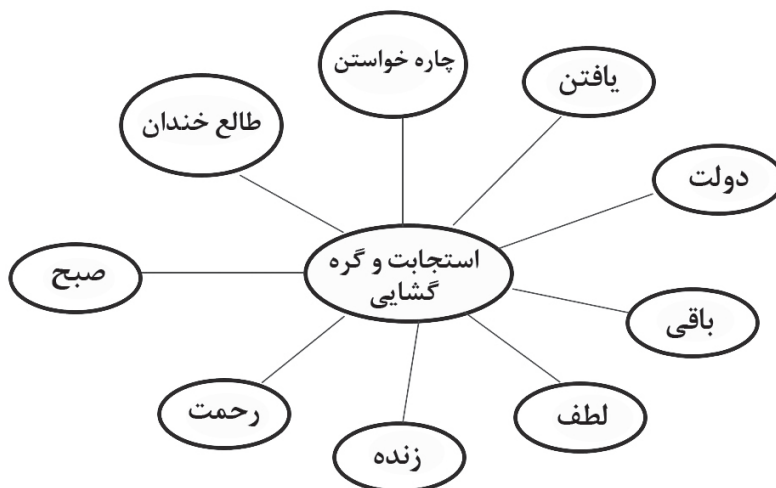 چاره خواستن
یافتن
طالع خندان
دولت
استجابت و گره
گشایی
صبح
باقی
رحمت
لطف
زنده